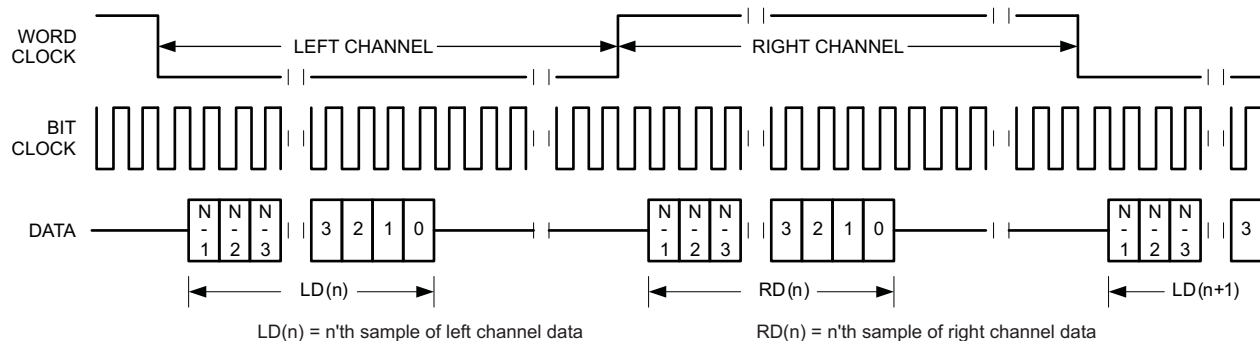 WORD
CLOCK
LEFT CHANNEL
RIGHT CHANNEL
BIT
CLOCK
DATA
N
-
1
N
-
2
N
-
3
3 2 1 0
N
-
1
N
-
2
N
-
3
3 2 1 0
N
-
1
N
-
2
N
-
3
3
LD(n)
RD(n)
LD(n+1)
LD(n) = n'th sample of left channel data
RD(n) = n'th sample of right channel data